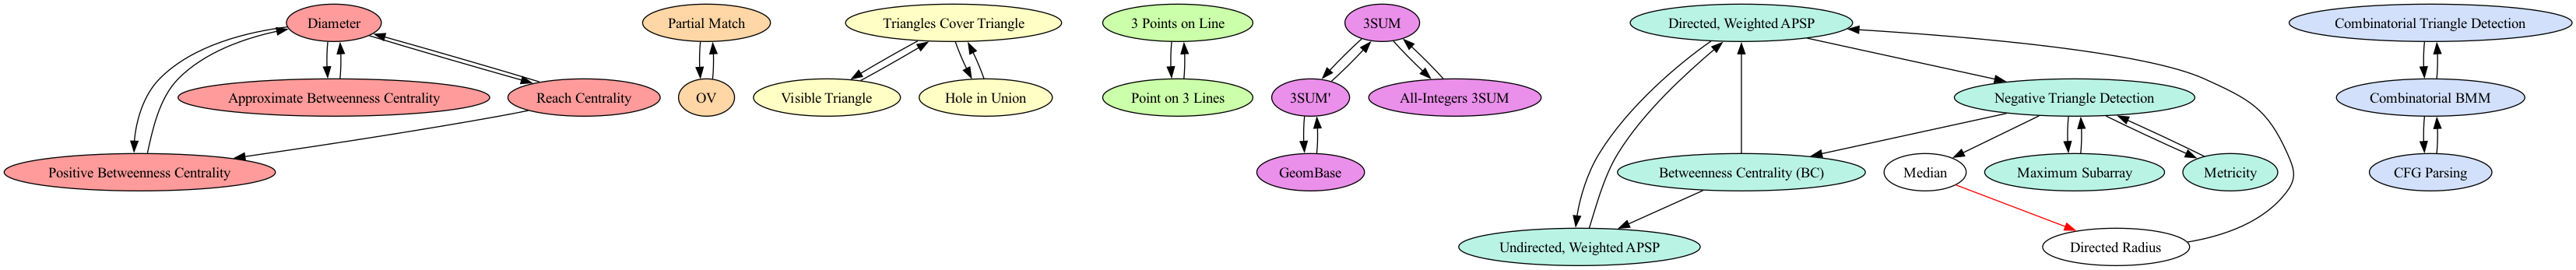 Diameter
Partial Match
Triangles Cover Triangle
3 Points on Line
3SUM
Directed, Weighted APSP
Combinatorial Triangle Detection
Approximate Betweenness Centrality
Reach Centrality
OV
Visible Triangle
Hole in Union
Point on 3 Lines
3SUM'
All-Integers 3SUM
Negative Triangle Detection
Combinatorial BMM
Positive Betweenness Centrality
GeomBase
Betweenness Centrality (BC)
Median
Maximum Subarray
Metricity
CFG Parsing
Undirected, Weighted APSP
Directed Radius